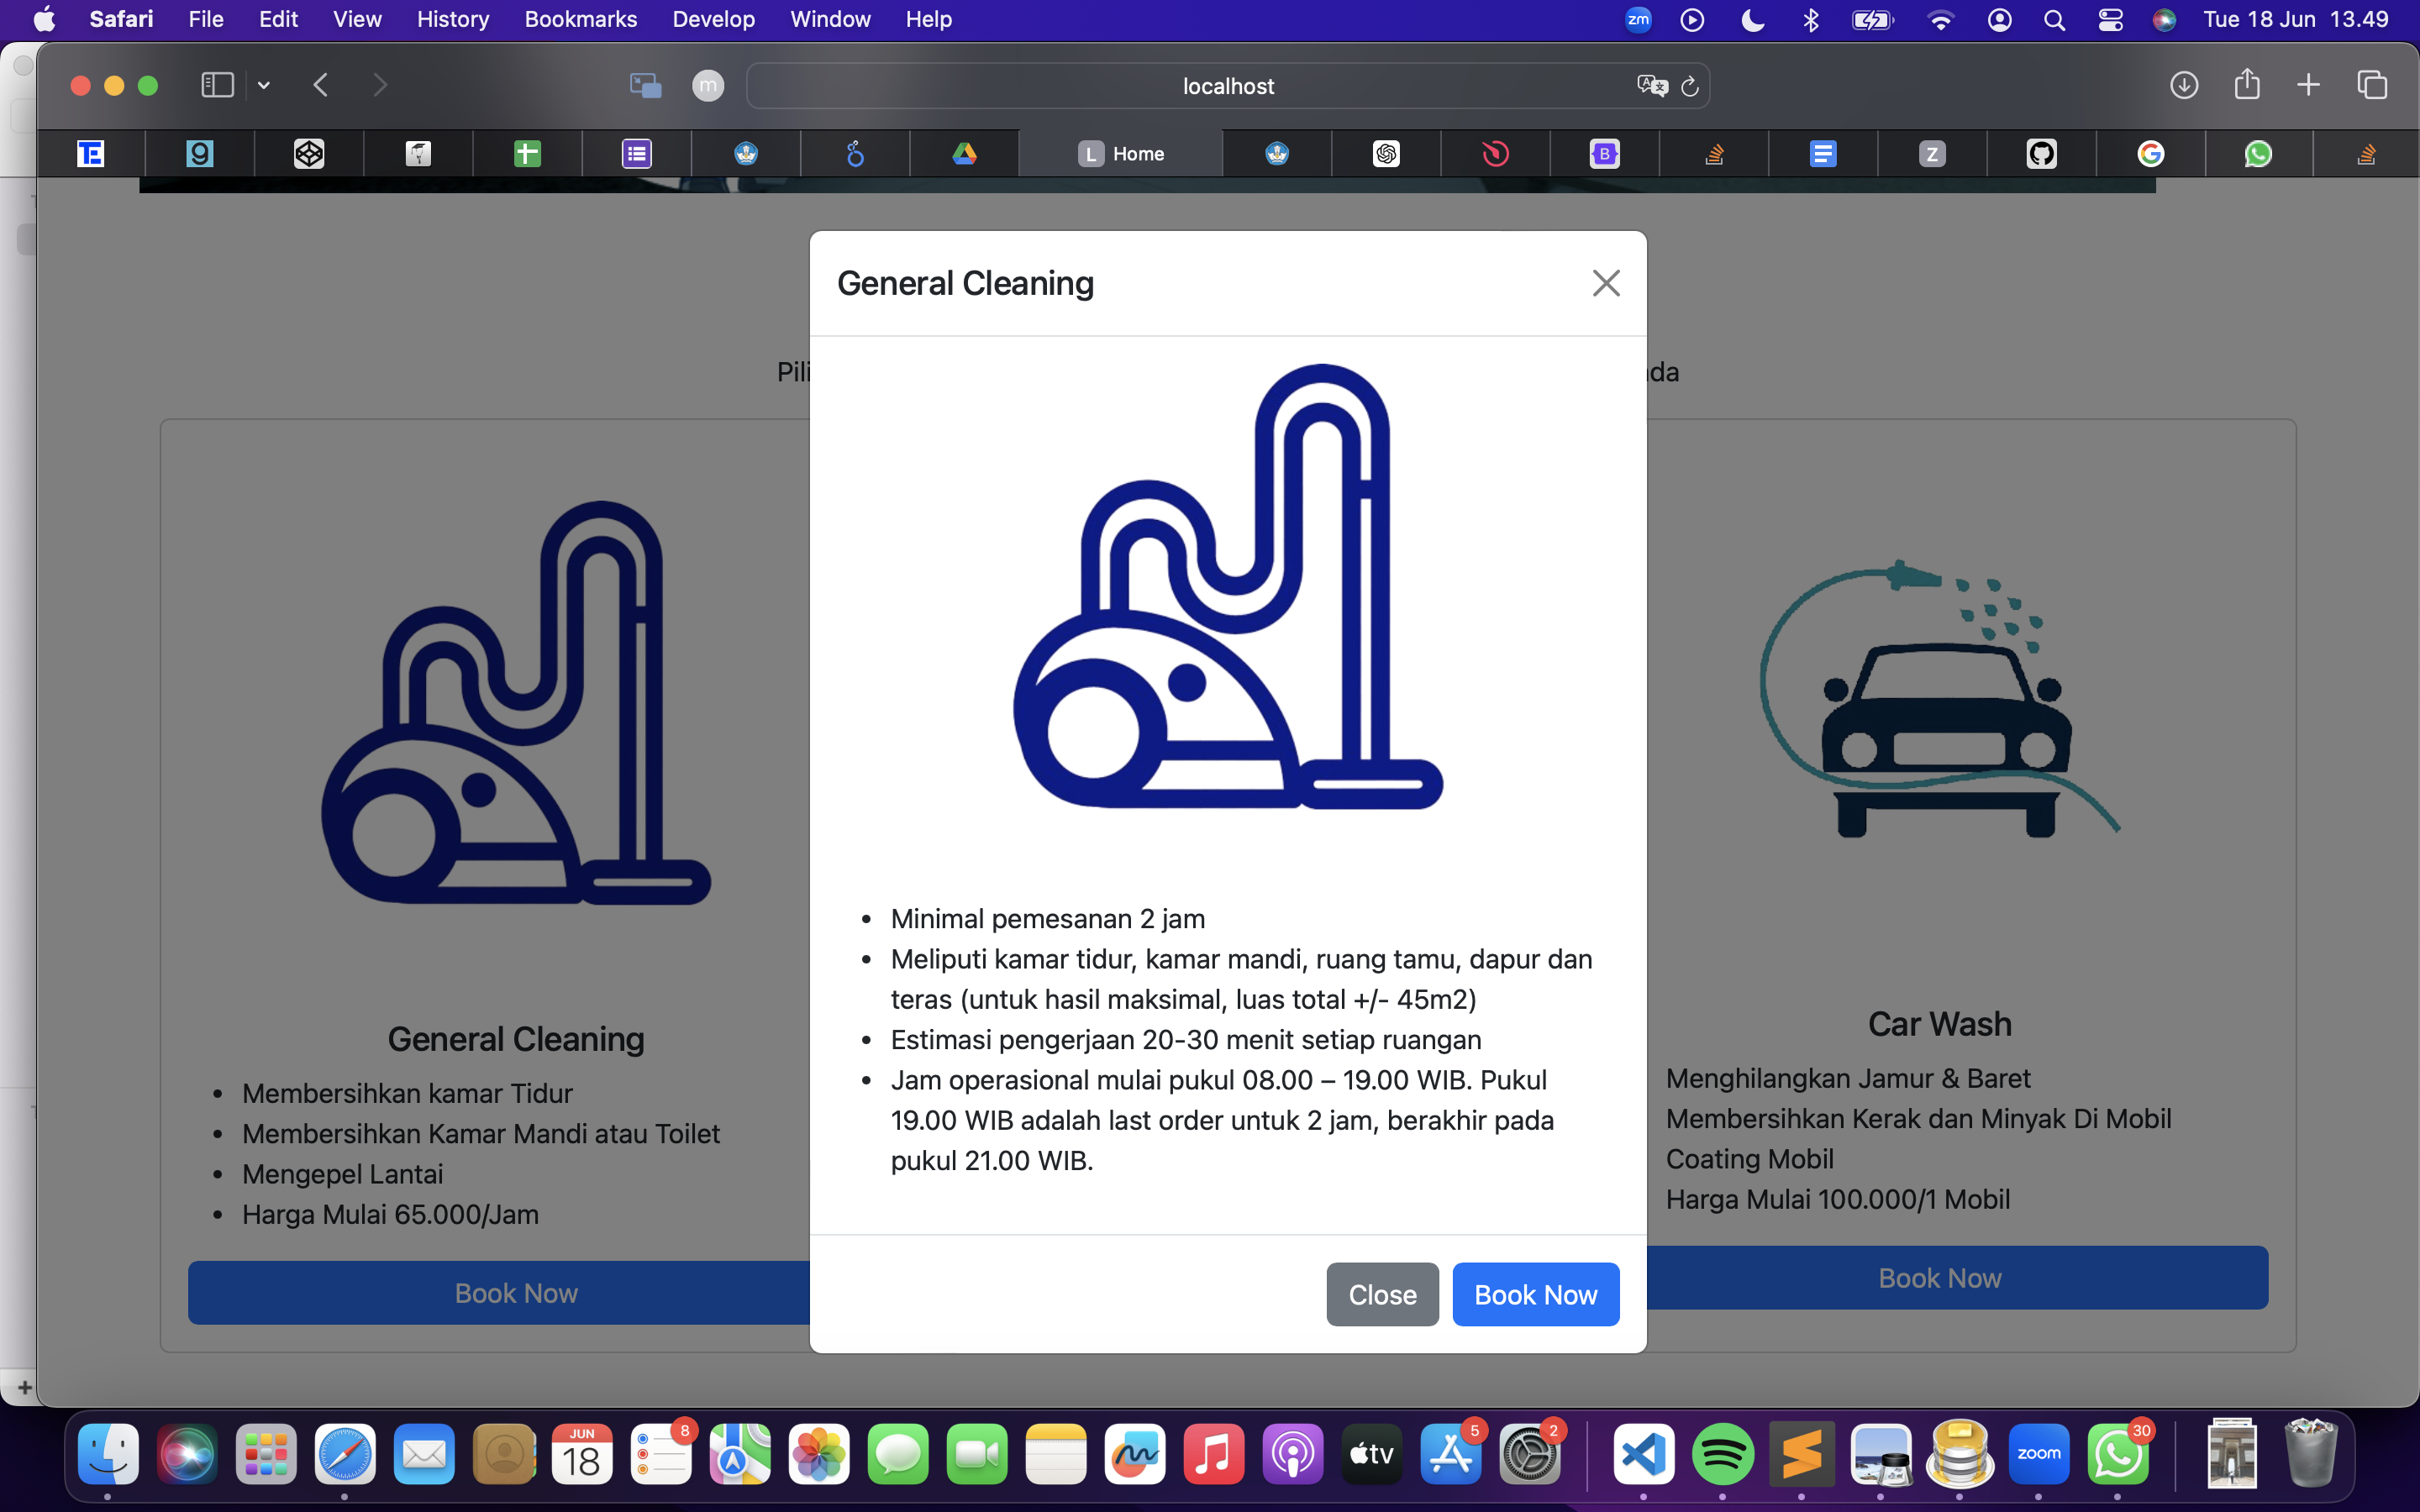 Safari File Edit View History Bookmarks Develop Window Help
zm
Tue 18 Jun 13.49
m
localhost
TE
g
L Home
B
Z
General Cleaning
Pili
ada
Minimal pemesanan 2 jam
Meliputi kamar tidur, kamar mandi, ruang tamu, dapur dan
teras (untuk hasil maksimal, luas total +/- 45m2)
Estimasi pengerjaan 20-30 menit setiap ruangan
Jam operasional mulai pukul 08.00 – 19.00 WIB. Pukul
19.00 WIB adalah last order untuk 2 jam, berakhir pada
pukul 21.00 WIB.
Close
Book Now
General Cleaning
Membersihkan kamar Tidur
Membersihkan Kamar Mandi atau Toilet
Mengepel Lantai
Harga Mulai 65.000/Jam
Book Now
Car Wash
Menghilangkan Jamur & Baret
Membersihkan Kerak dan Minyak Di Mobil
Coating Mobil
Harga Mulai 100.000/1 Mobil
Book Now
JUN
18
8
tv
5
2
zoom
30